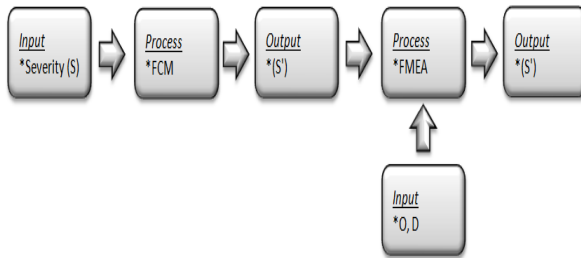 Input
*Severity (S)
Process
*FCM
Output
*(S')
Process
*FMEA
Output
*(S')
Input
*O, D